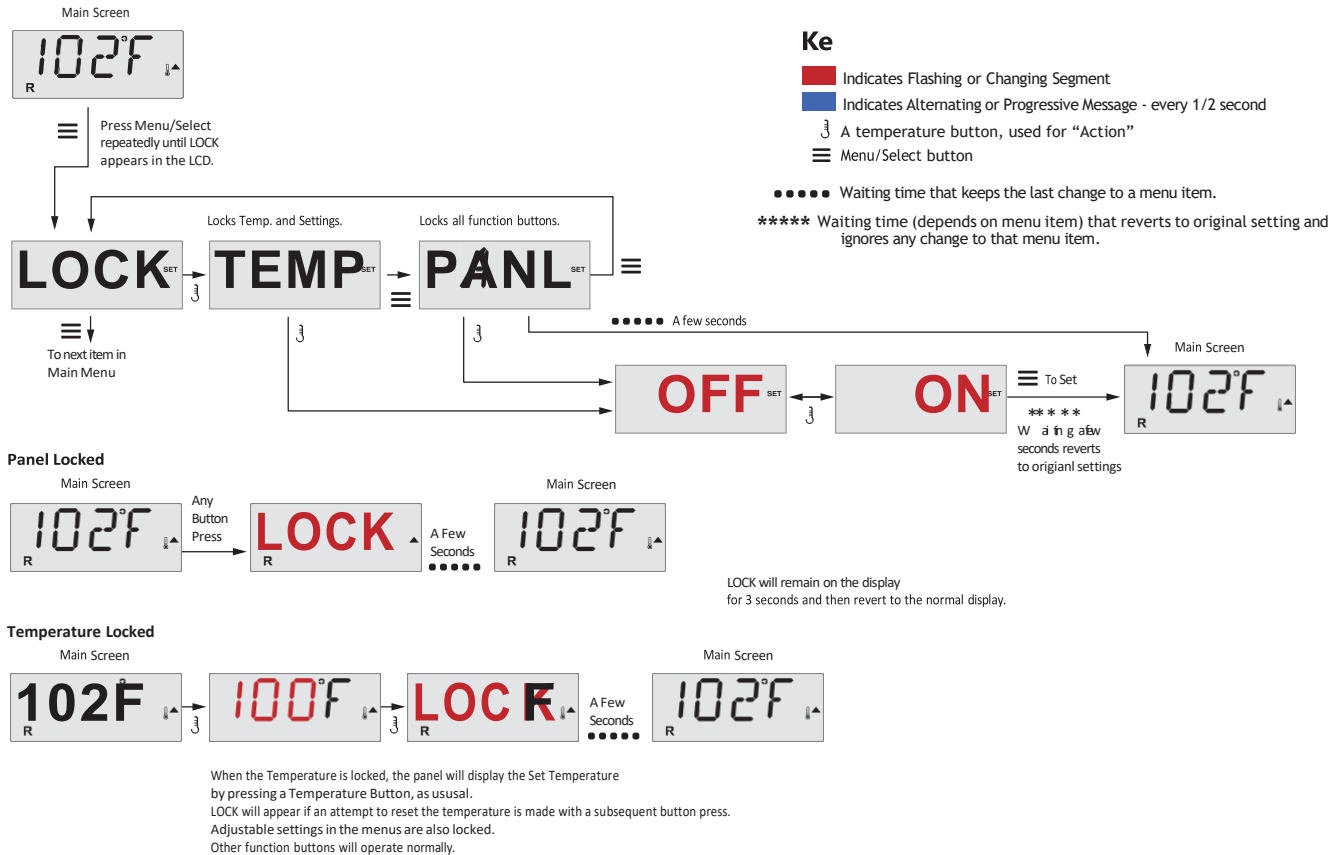 Main Screen
102°F
R
Press Menu/Select
repeatedly until LOCK
appears in the LCD.
Ke
Indicates Flashing or Changing Segment
Indicates Alternating or Progressive Message - every 1/2 second
A temperature button, used for “Action”
Menu/Select button
••••• Waiting time that keeps the last change to a menu item.
***** Waiting time (depends on menu item) that reverts to original setting and
ignores any change to that menu item.
Locks Temp. and Settings.
Locks all function buttons.
LOCK SET
TEMP SET
PANL SET
To next item in
Main Menu
••••• A few seconds
OFF SET
ON SET
To Set
*****
W ai tin g a few
seconds reverts
to origianl settings
Main Screen
102°F
R
Panel Locked
Main Screen
102°F
R
Any
Button
Press
LOCK
R
A Few
Seconds
•••••
Main Screen
102°F
R
LOCK will remain on the display
for 3 seconds and then revert to the normal display.
Temperature Locked
Main Screen
102°F
R
100°F
LOCK F
R
A Few
Seconds
•••••
Main Screen
102°F
R
When the Temperature is locked, the panel will display the Set Temperature
by pressing a Temperature Button, as ususal.
LOCK will appear if an attempt to reset the temperature is made with a subsequent button press.
Adjustable settings in the menus are also locked.
Other function buttons will operate normally.